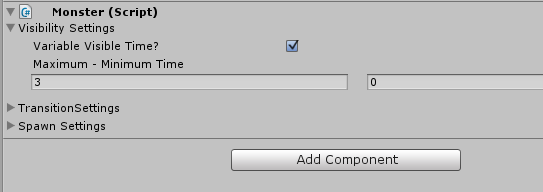 Monster (Script)
Visibility Settings
Variable Visible Time?
Maximum - Minimum Time
3 0
TransitionSettings
Spawn Settings
Add Component